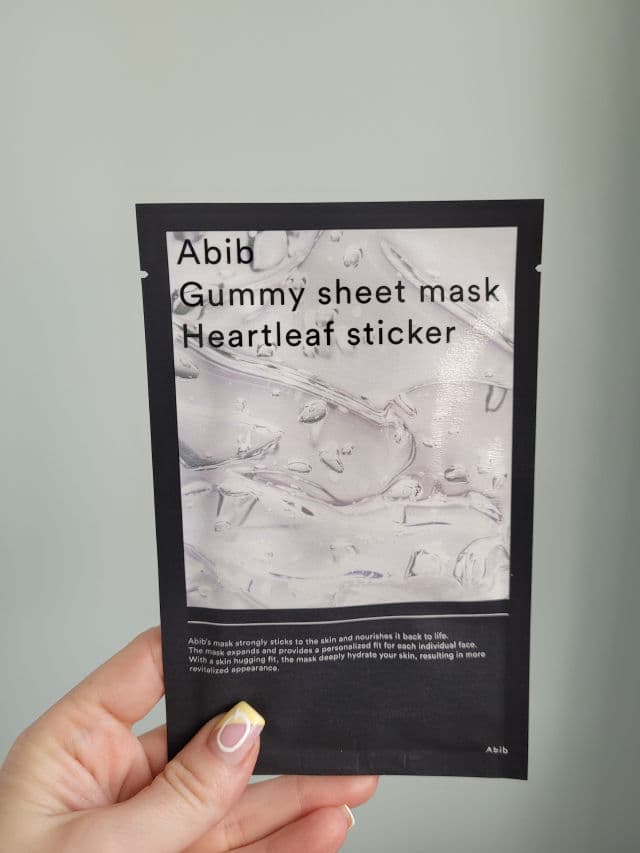 Abib
Gummy sheet mask
Heartleaf sticker
Abib's mask strongly sticks to the skin and nourishes it back to life.
The mask expands and provides a personalized fit for each individual face.
With a skin hugging fit, the mask deeply hydrate your skin, resulting in more
revitalized appearance.
Abib